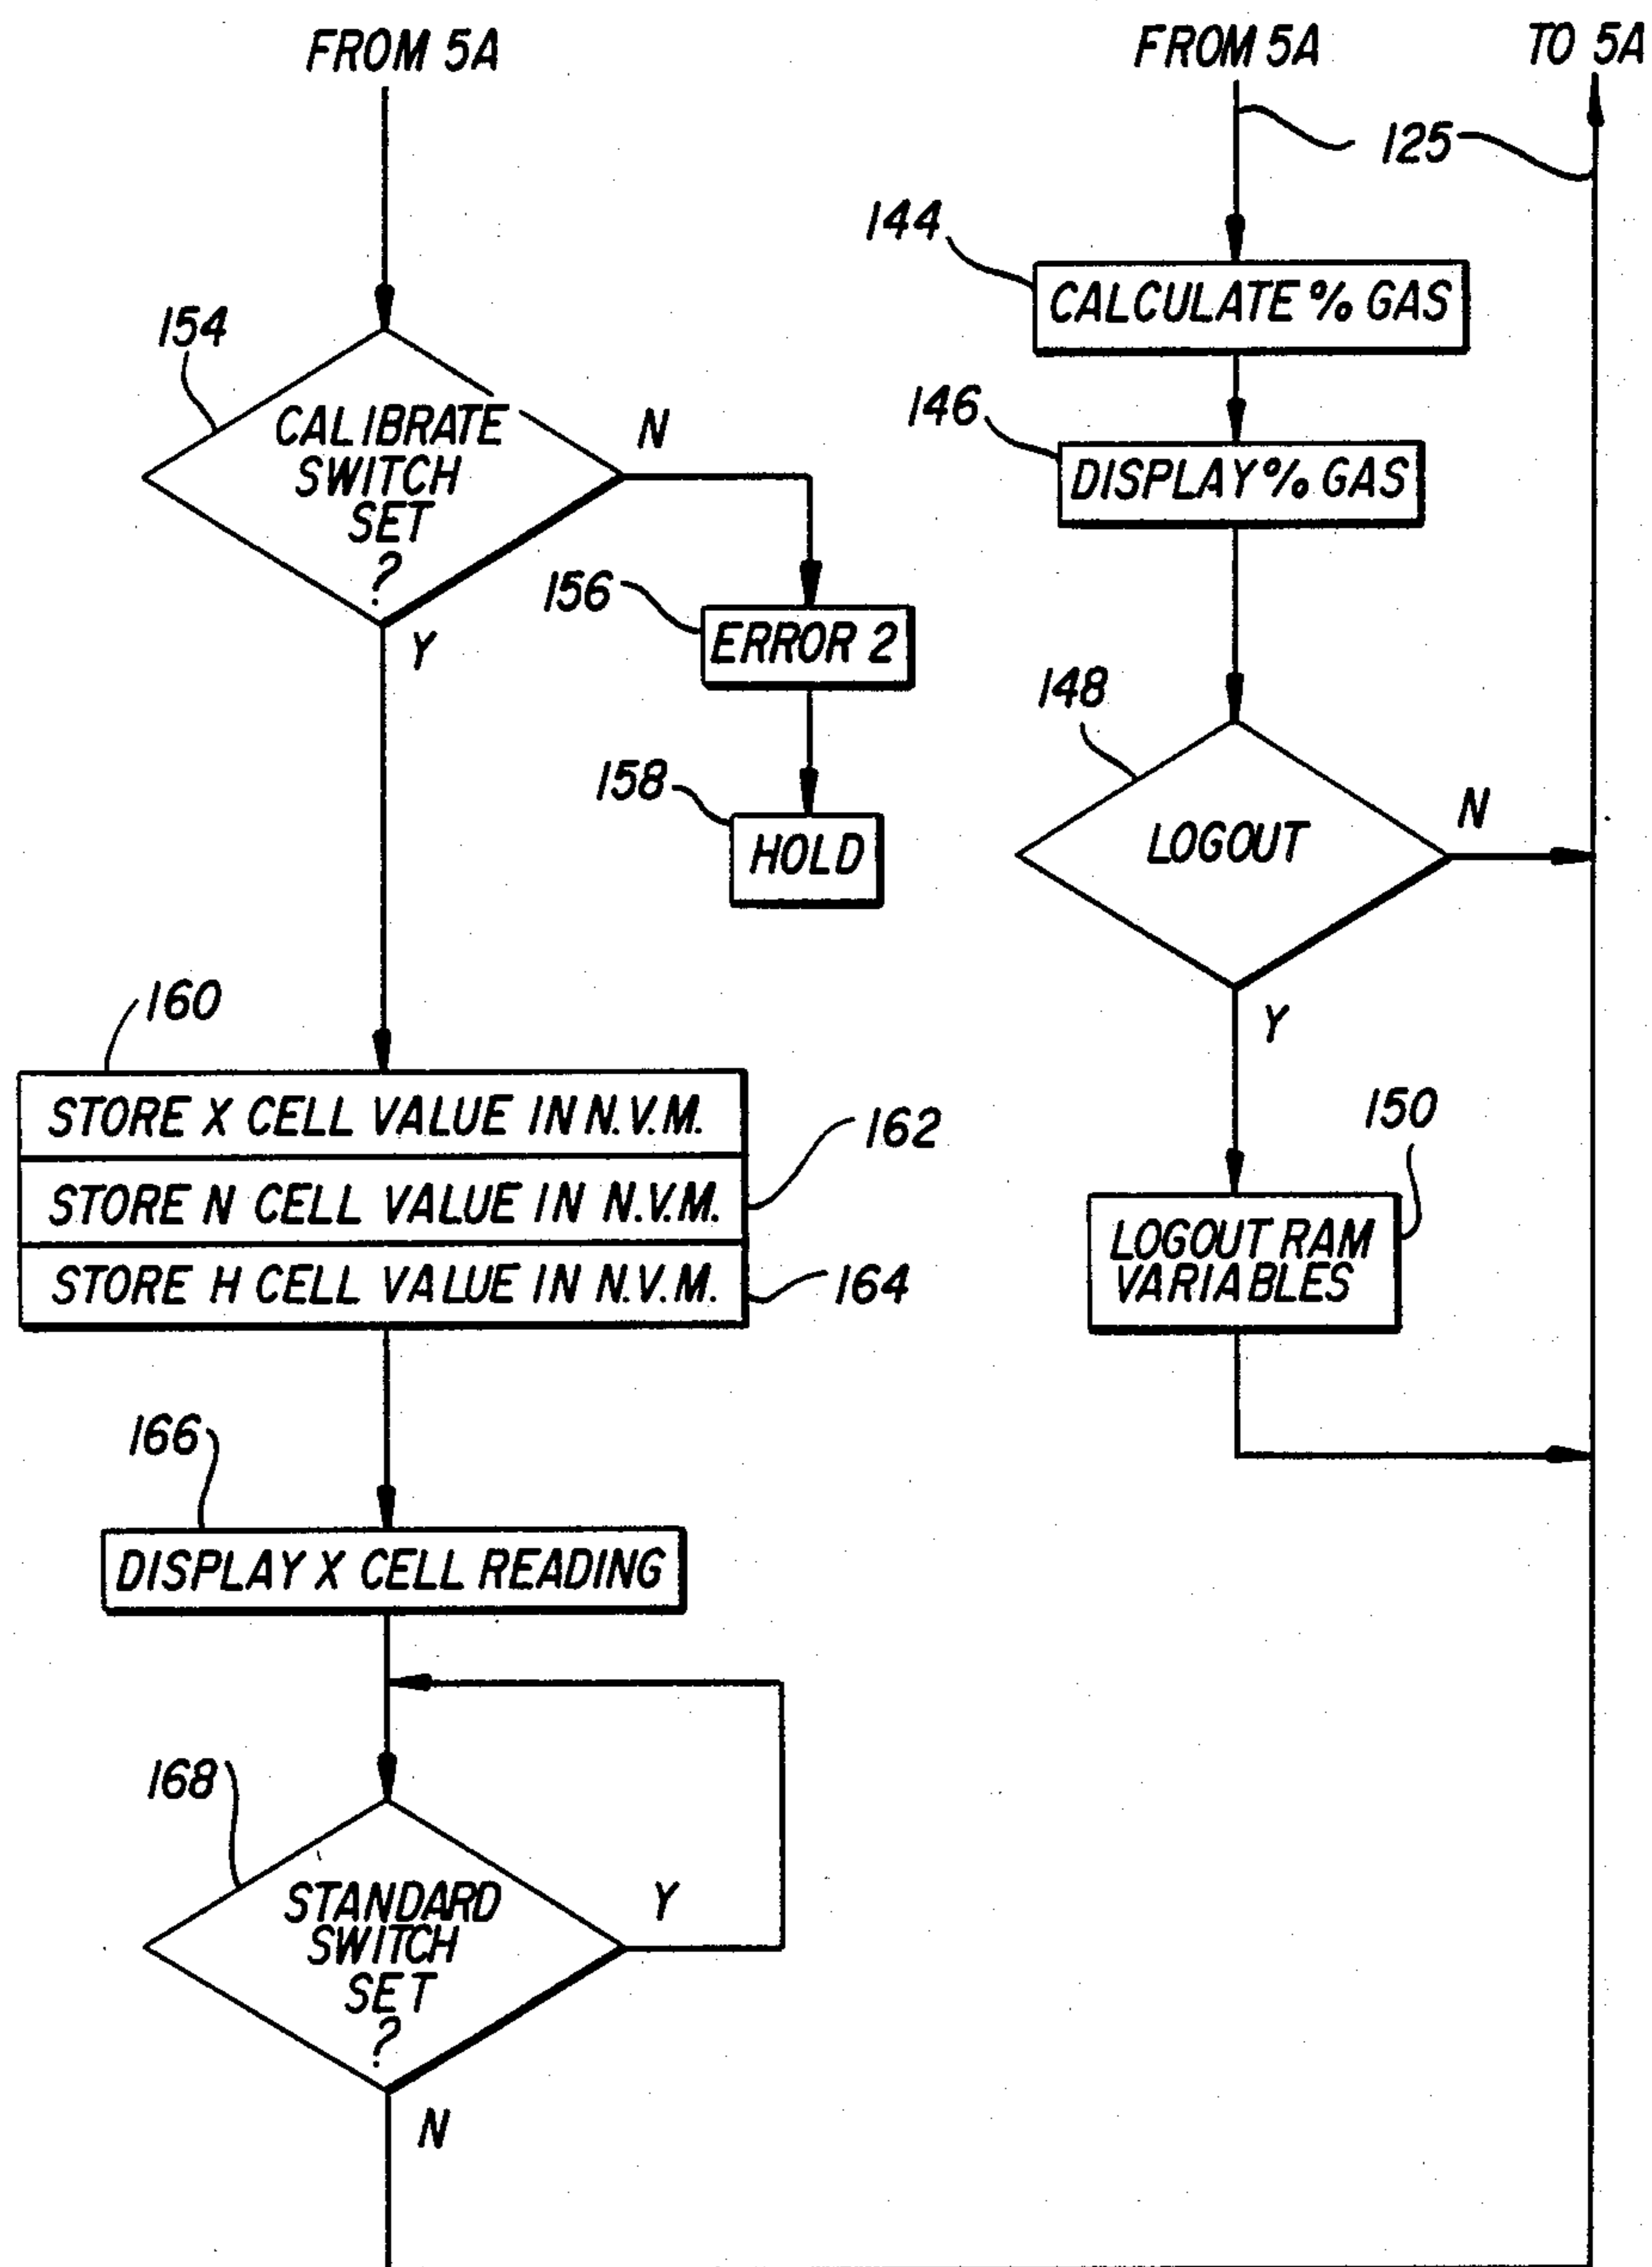 FROM 5A
FROM 5A
TO 5A
125
144
CALCULATE % GAS
154
CALIBRATE
SWITCH
SET
?
N
Y
146
DISPLAY % GAS
156
ERROR 2
148
LOGOUT
N
Y
158
HOLD
160
STORE X CELL VALUE IN N.V.M.
162
STORE N CELL VALUE IN N.V.M.
STORE H CELL VALUE IN N.V.M.
164
150
LOGOUT RAM
VARIABLES
166
DISPLAY X CELL READING
168
STANDARD
SWITCH
SET
?
Y
N